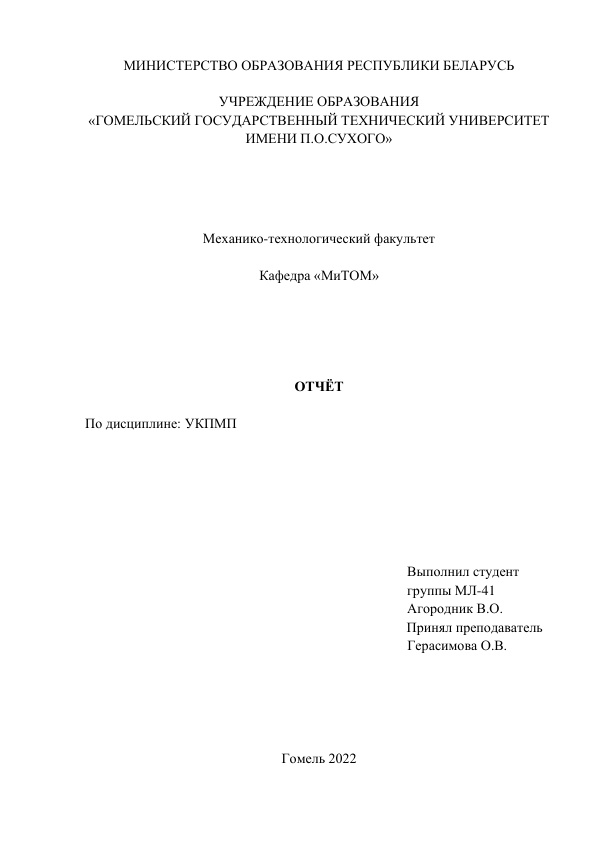 МИНИСТЕРСТВО ОБРАЗОВАНИЯ РЕСПУБЛИКИ БЕЛАРУСЬ
УЧРЕЖДЕНИЕ ОБРАЗОВАНИЯ
«ГОМЕЛЬСКИЙ ГОСУДАРСТВЕННЫЙ ТЕХНИЧЕСКИЙ УНИВЕРСИТЕТ
ИМЕНИ П.О.СУХОГО»
Механико-технологический факультет
Кафедра «МиТОМ»
ОТЧЁТ
По дисциплине: УКПМП
Выполнил студент
группы МЛ-41
Агородник В.О.
Принял преподаватель
Герасимова О.В.
Гомель 2022